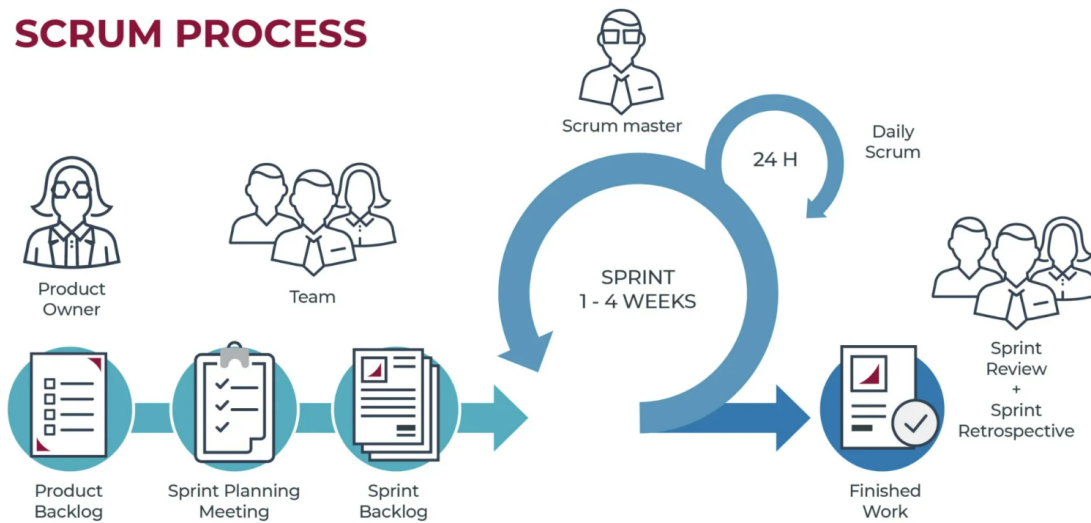 SCRUM PROCESS
Scrum master
24 H
Daily
Scrum
Product
Owner
Team
SPRINT
1 - 4 WEEKS
Sprint
Review
+
Sprint
Retrospective
Product
Backlog
Sprint Planning
Meeting
Sprint
Backlog
Finished
Work